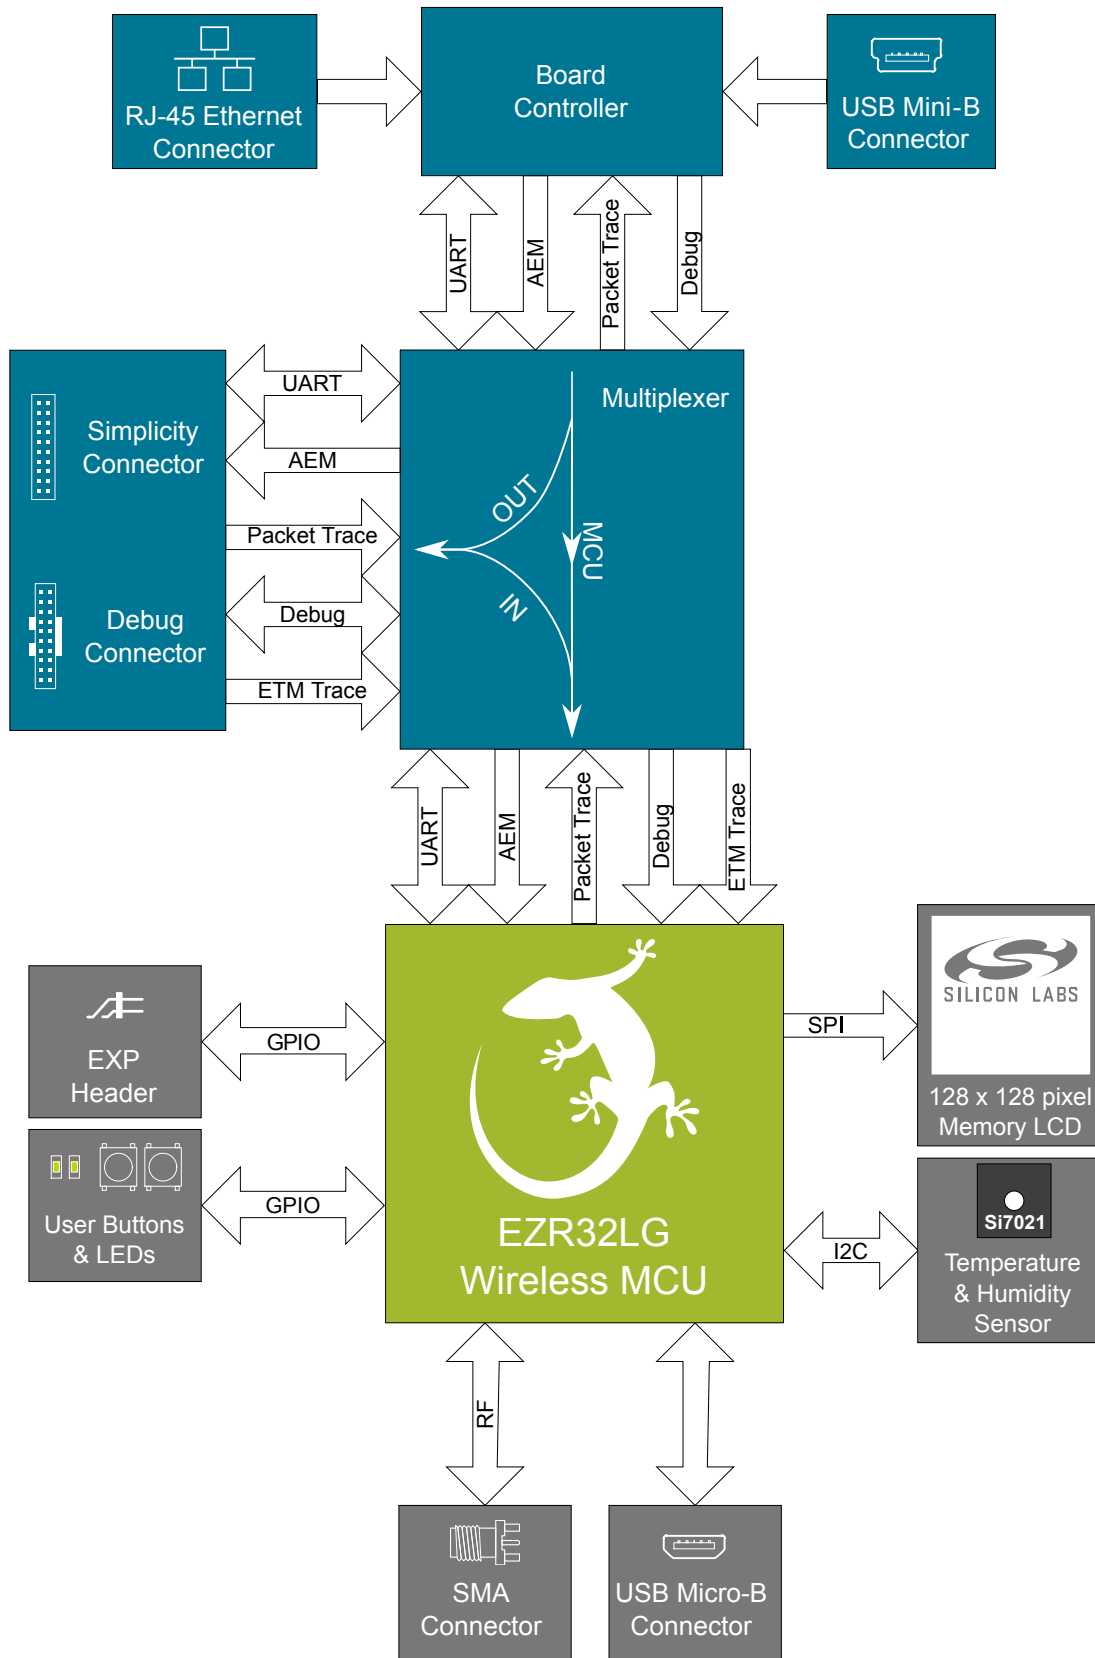 RJ-45 Ethernet
Connector
Board
Controller
USB Mini-B
Connector
UART
AEM
Packet Trace
Debug
Simplicity
Connector
Debug
Connector
UART
AEM
Packet Trace
Debug
ETM Trace
Multiplexer
OUT
MCU
IN
UART
AEM
Packet Trace
Debug
ETM Trace
EXP
Header
GPIO
User Buttons
& LEDs
GPIO
EZR32LG
Wireless MCU
SPI
SILICON LABS
128 x 128 pixel
Memory LCD
I2C
Si7021
Temperature
& Humidity
Sensor
RF
SMA
Connector
USB Micro-B
Connector